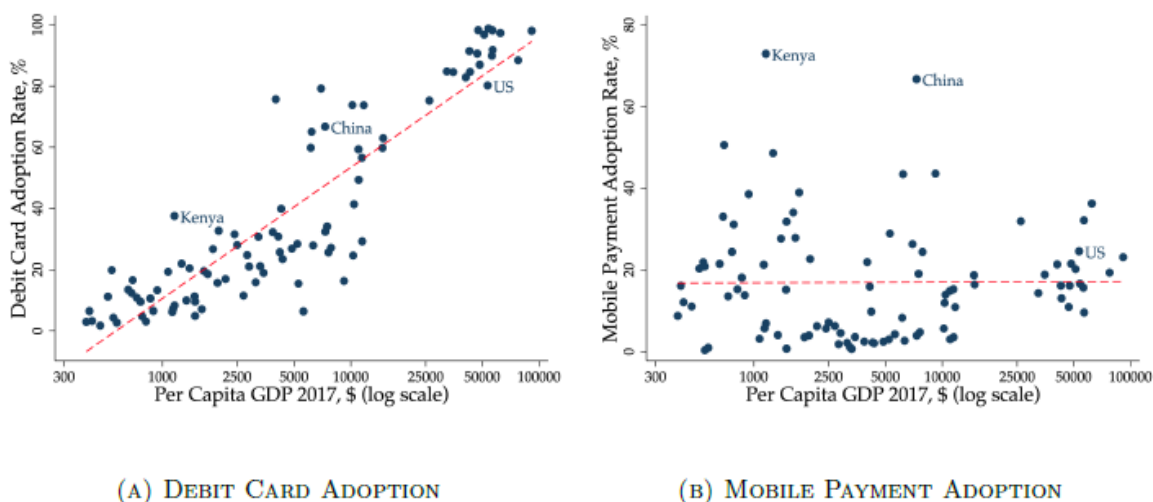 Debit Card Adoption Rate, %
100
80
60
40
20
0
US
China
Kenya
300 1000 2500 5000 10000 25000 50000 100000
Per Capita GDP 2017, $ (log scale)
(A) DEBIT CARD ADOPTION
Mobile Payment Adoption Rate, %
80
60
40
20
0
Kenya
China
US
300 1000 2500 5000 10000 25000 50000 100000
Per Capita GDP 2017, $ (log scale)
(B) MOBILE PAYMENT ADOPTION